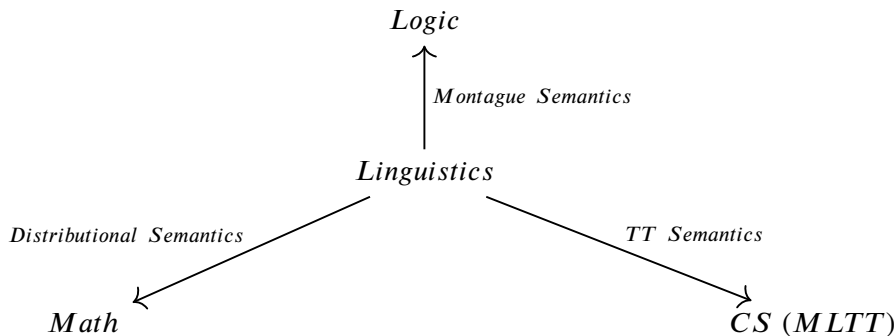 Logic
Montague Semantics
Linguistics
Distributional Semantics
TT Semantics
Math
CS (MLTT)